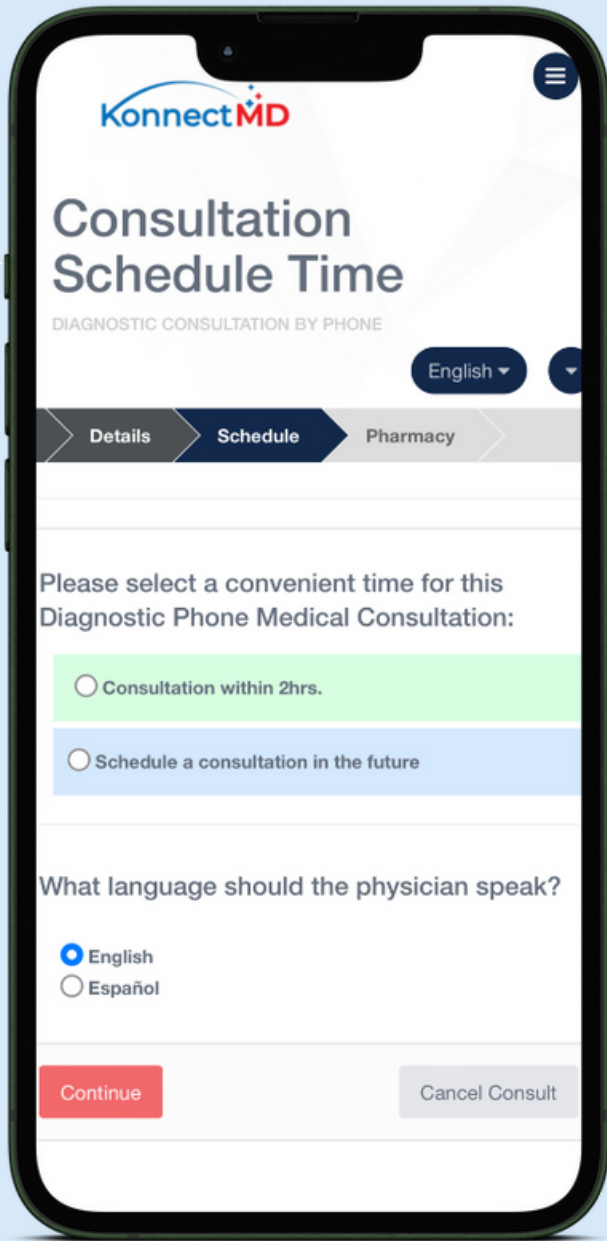 KonnectMD
Consultation
Schedule Time
DIAGNOSTIC CONSULTATION BY PHONE
English
Details
Schedule
Pharmacy
Please select a convenient time for this
Diagnostic Phone Medical Consultation:
Consultation within 2hrs.
Schedule a consultation in the future
What language should the physician speak?
English
Español
Continue
Cancel Consult